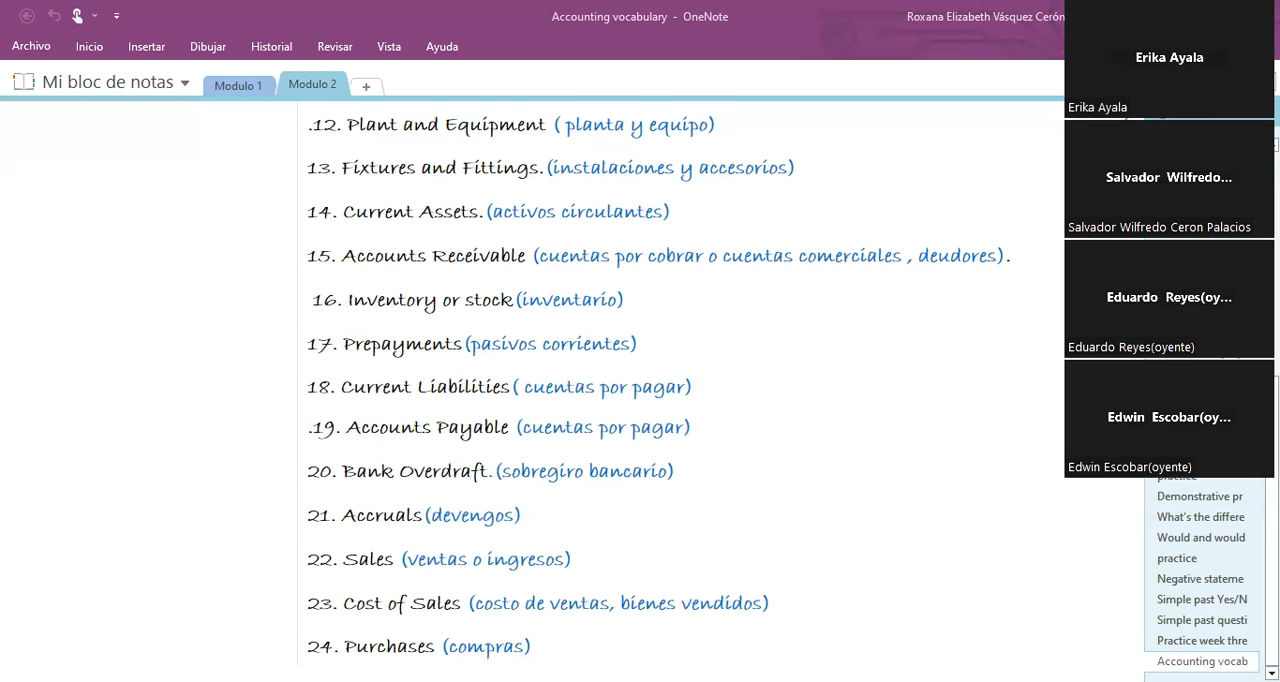 Accounting vocabulary - OneNote
Roxana Elizabeth Vásquez Cerón
Archivo Inicio Insertar Dibujar Historial Revisar Vista Ayuda
Mi bloc de notas Modulo 1 Modulo 2 +
.12. Plant and Equipment ( planta y equipo)
13. Fixtures and Fittings. (instalaciones y accesorios)
14. Current Assets. (activos circulantes)
15. Accounts Receivable (cuentas por cobrar o cuentas comerciales , deudores) .
16. Inventory or stock (inventario)
17. Prepayments (pasivos corrientes)
18. Current Liabilities ( cuentas por pagar)
.19. Accounts Payable (cuentas por pagar)
20. Bank Overdraft. (sobregiro bancario)
21. Accruals (devengos)
22. Sales (ventas o ingresos)
23. Cost of Sales (costo de ventas, bienes vendidos)
24. Purchases (compras)
Erika Ayala
Erika Ayala
Salvador Wilfredo...
Salvador Wilfredo Ceron Palacios
Eduardo Reyes(oy...
Eduardo Reyes(oyente)
Edwin Escobar(oy...
Edwin Escobar(oyente)
practice
Demonstrative pr
What's the differe
Would and would
practice
Negative stateme
Simple past Yes/N
Simple past questi
Practice week thre
Accounting vocab